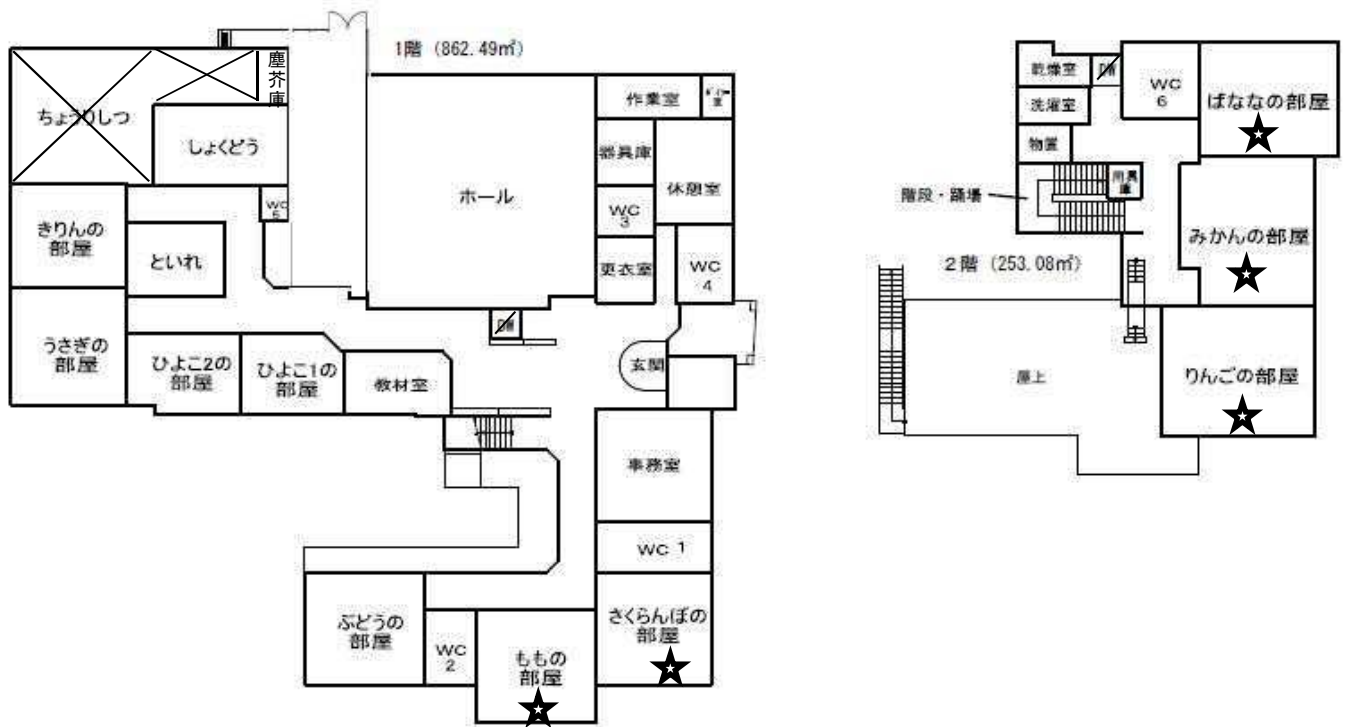 1階 (862.49㎡)
塵芥庫
ちょうりしつ
しょくどう
作業室
器具庫
休憩室
ホール
WC
5
WC
3
きりんの
部屋
といれ
更衣室
WC
4
DW
うさぎの
部屋
ひよこ2の
部屋
ひよこ1の
部屋
教材室
玄関
事務室
WC 1
ぶどうの
部屋
WC
2
ももの
部屋
さくらんぼの
部屋
乾燥室
DW
WC
6
ばななの部屋
洗濯室
物置
用具
庫
階段・踊場
みかんの部屋
2階 (253.08㎡)
屋上
りんごの部屋